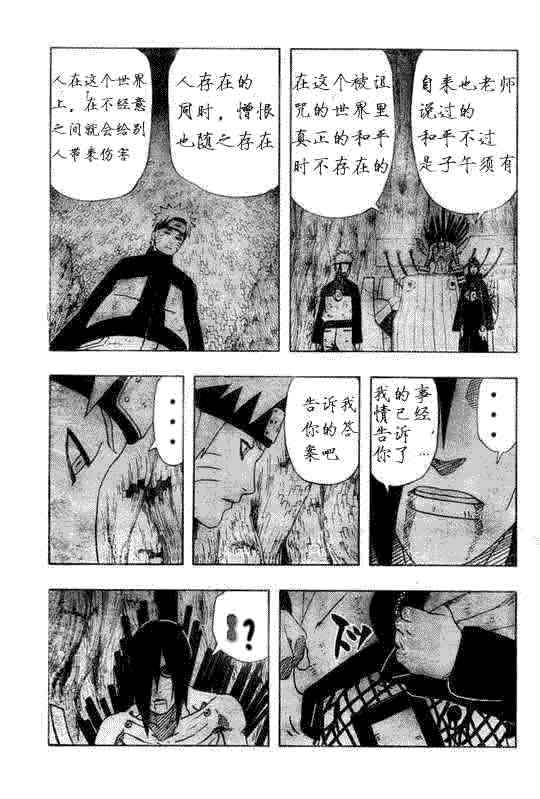 自来也老师
说过的
和平不过
是子午须有
在这个被诅
咒的世界里
真正的和平
时不存在的
人存在的
同时，憎恨
也随之存在
人在这个世界
上，在不经意
之间就会给别
人带来伤害
...
事经，…
的已诉了
我情告你
告诉我
你的答
案吧
...
ズッ
!?